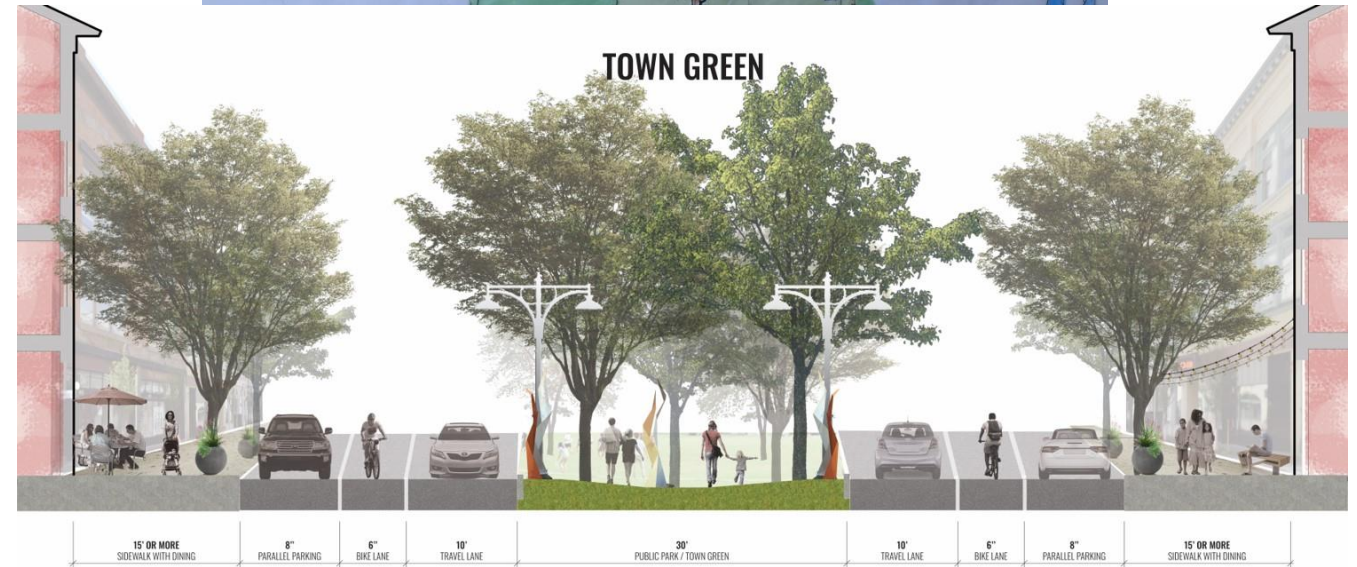 TOWN GREEN
15' OR MORE
SIDEWALK WITH DINING
8"
PARALLEL PARKING
6"
BIKE LANE
10'
TRAVEL LANE
30'
PUBLIC PARK / TOWN GREEN
10'
TRAVEL LANE
6"
BIKE LANE
8"
PARALLEL PARKING
15' OR MORE
SIDEWALK WITH DINING